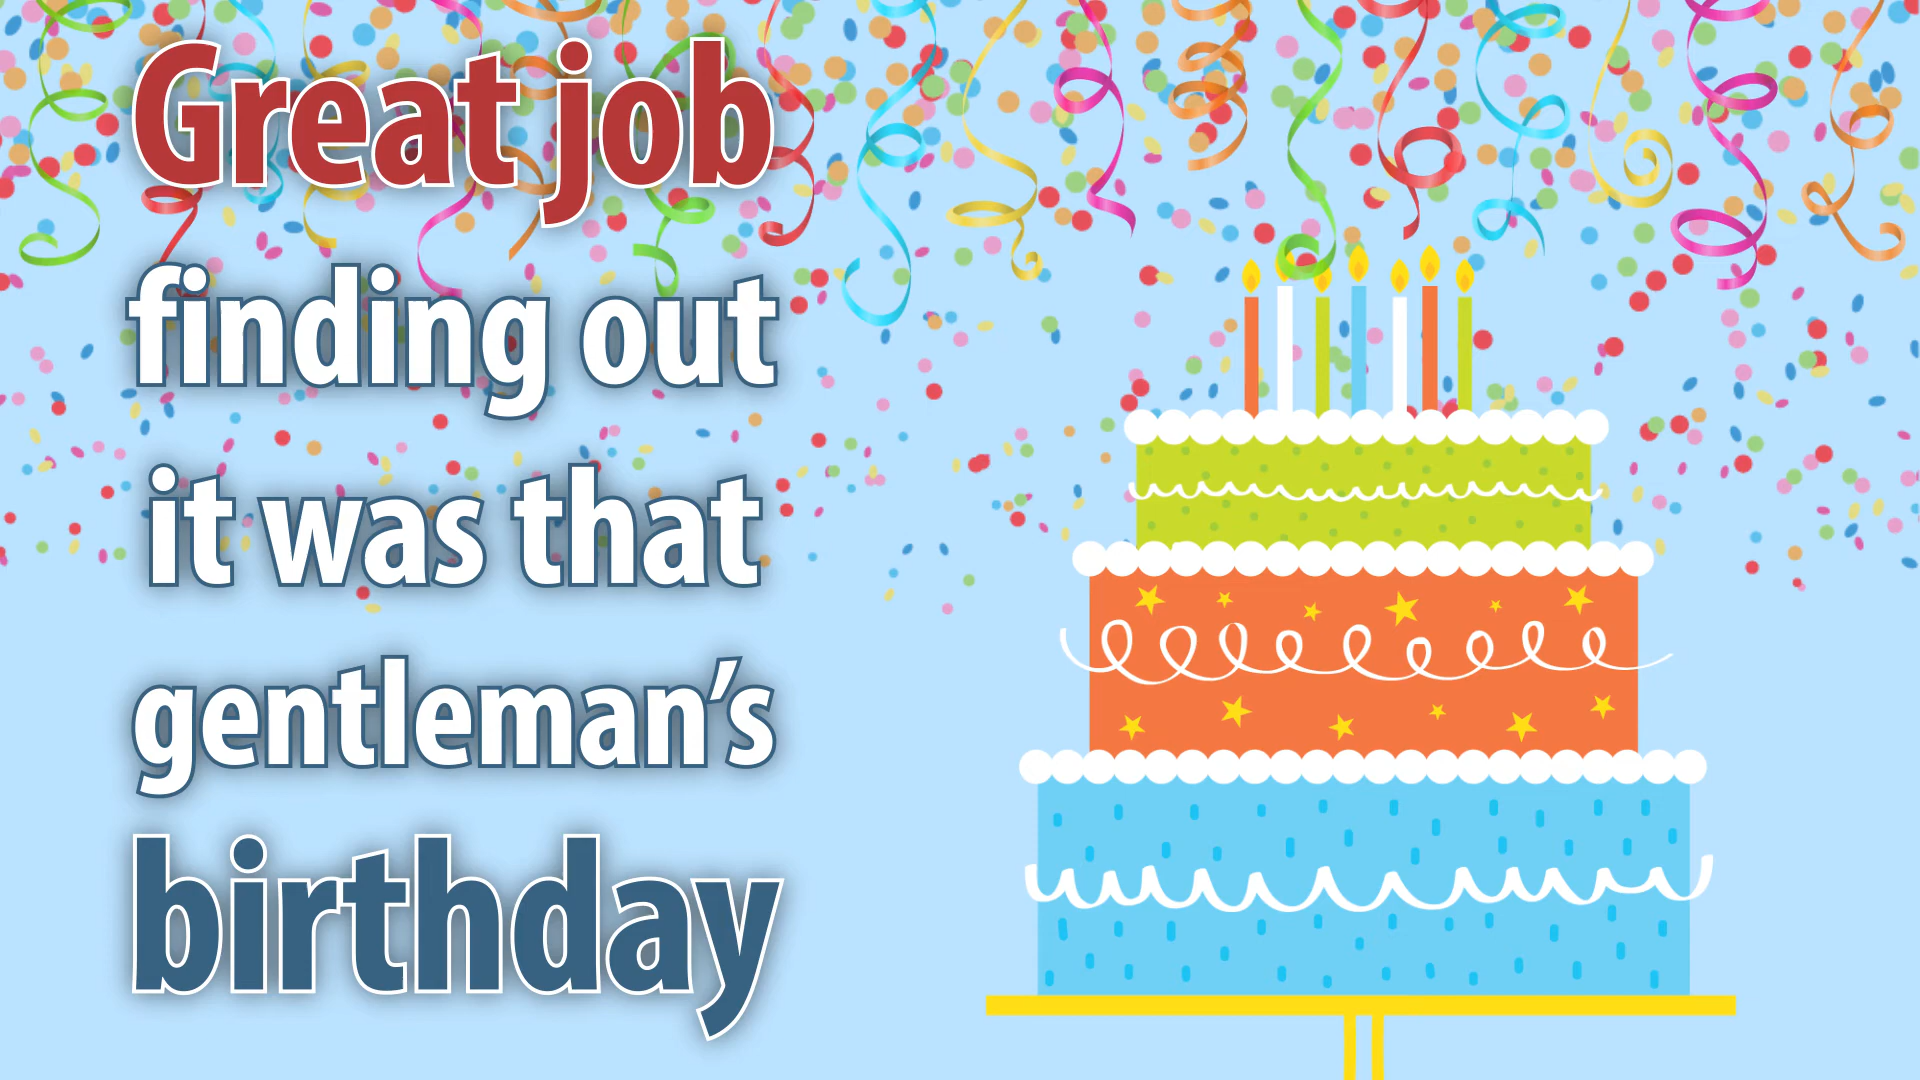 Great job
finding out
it was that
gentleman’s
birthday